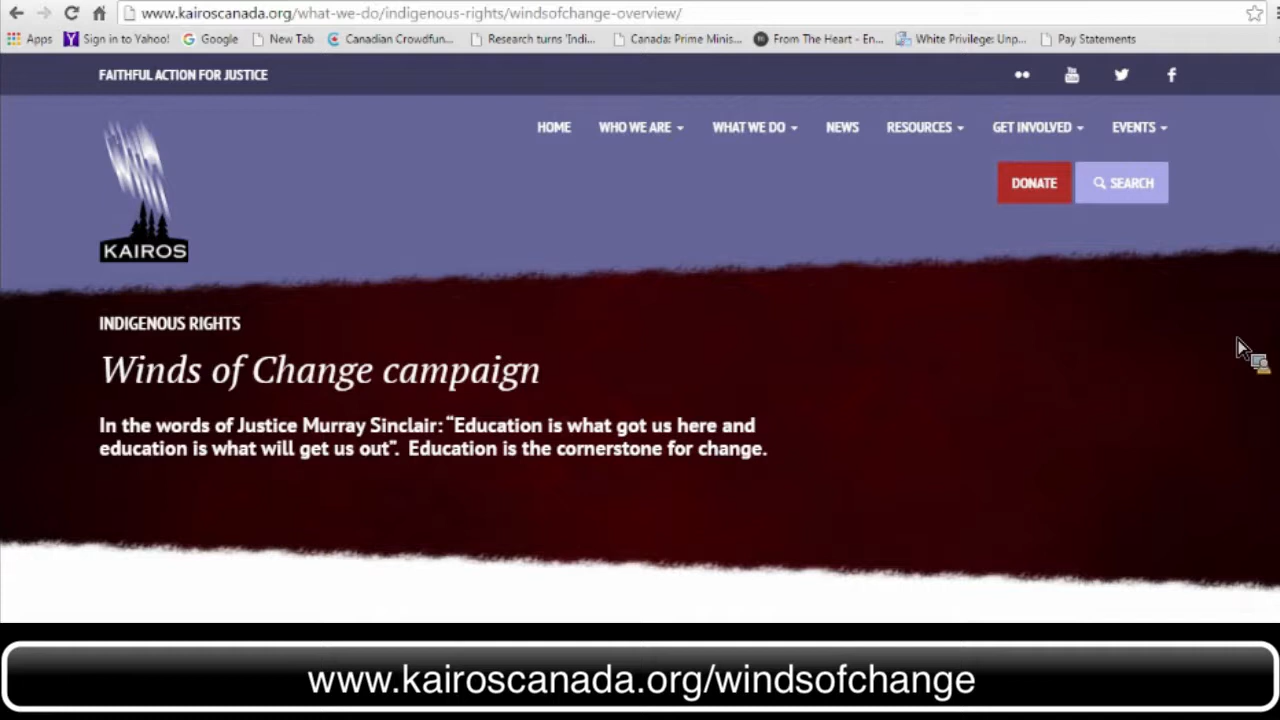 www.kairoscanada.org/what-we-do/indigenous-rights/windsofchange-overview/
Apps Sign in to Yahoo! Google New Tab Canadian Crowdfun... Research turns 'Indi... Canada: Prime Minis... From The Heart - En... White Privilege: Unp... Pay Statements
FAITHFUL ACTION FOR JUSTICE
You Tube
HOME WHO WE ARE WHAT WE DO NEWS RESOURCES GET INVOLVED EVENTS
DONATE SEARCH
KAIROS
INDIGENOUS RIGHTS
Winds of Change campaign
In the words of Justice Murray Sinclair: “Education is what got us here and
education is what will get us out”. Education is the cornerstone for change.
www.kairoscanada.org/windsofchange